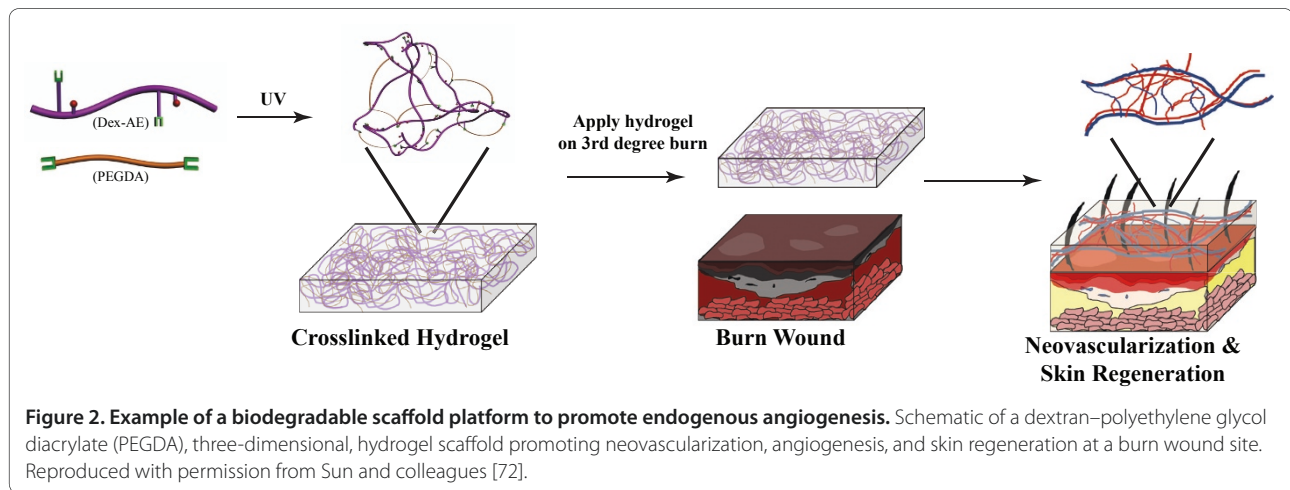 (Dex-AE)
(PEGDA)
UV
Crosslinked Hydrogel
Apply hydrogel
on 3rd degree burn
Burn Wound
Neovascularization &
Skin Regeneration
Figure 2. Example of a biodegradable scaffold platform to promote endogenous angiogenesis. Schematic of a dextran–polyethylene glycol
diacrylate (PEGDA), three-dimensional, hydrogel scaffold promoting neovascularization, angiogenesis, and skin regeneration at a burn wound site.
Reproduced with permission from Sun and colleagues [72].